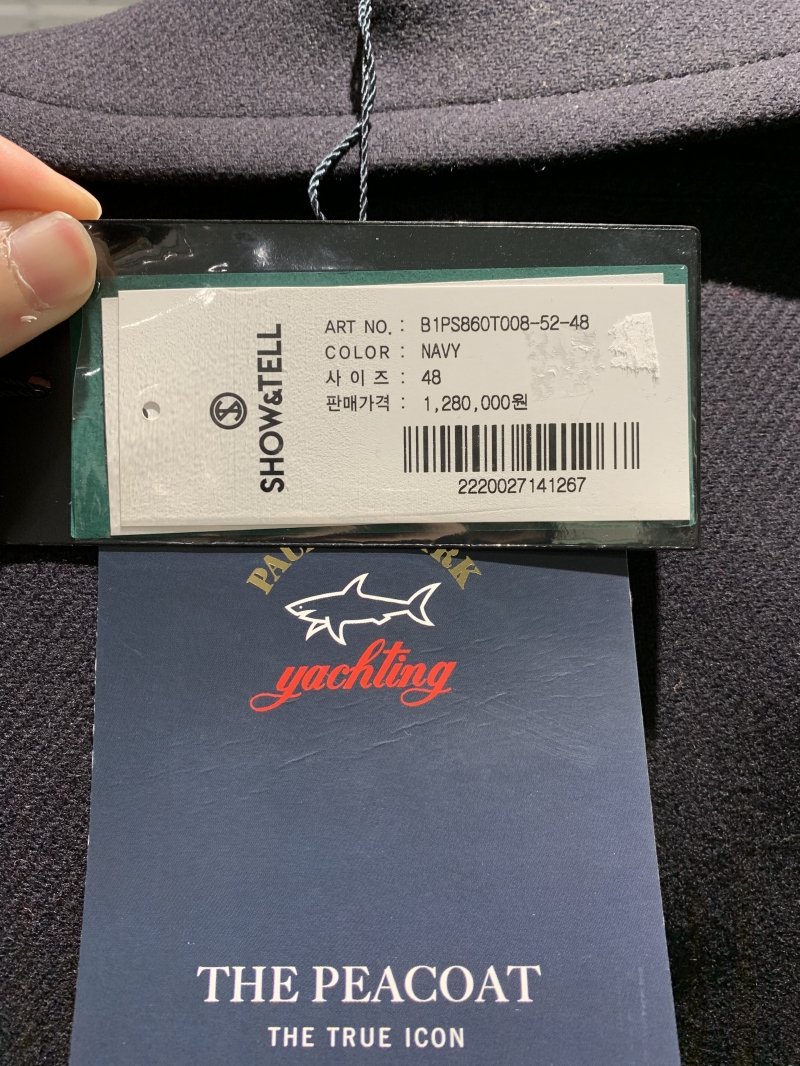 SHOW&TELL
ART NO. : B1PS860T008-52-48
COLOR : NAVY
사이즈 : 48
판매가격 : 1,280,000원
2220027141267
yachting
THE PEACOAT
THE TRUE ICON